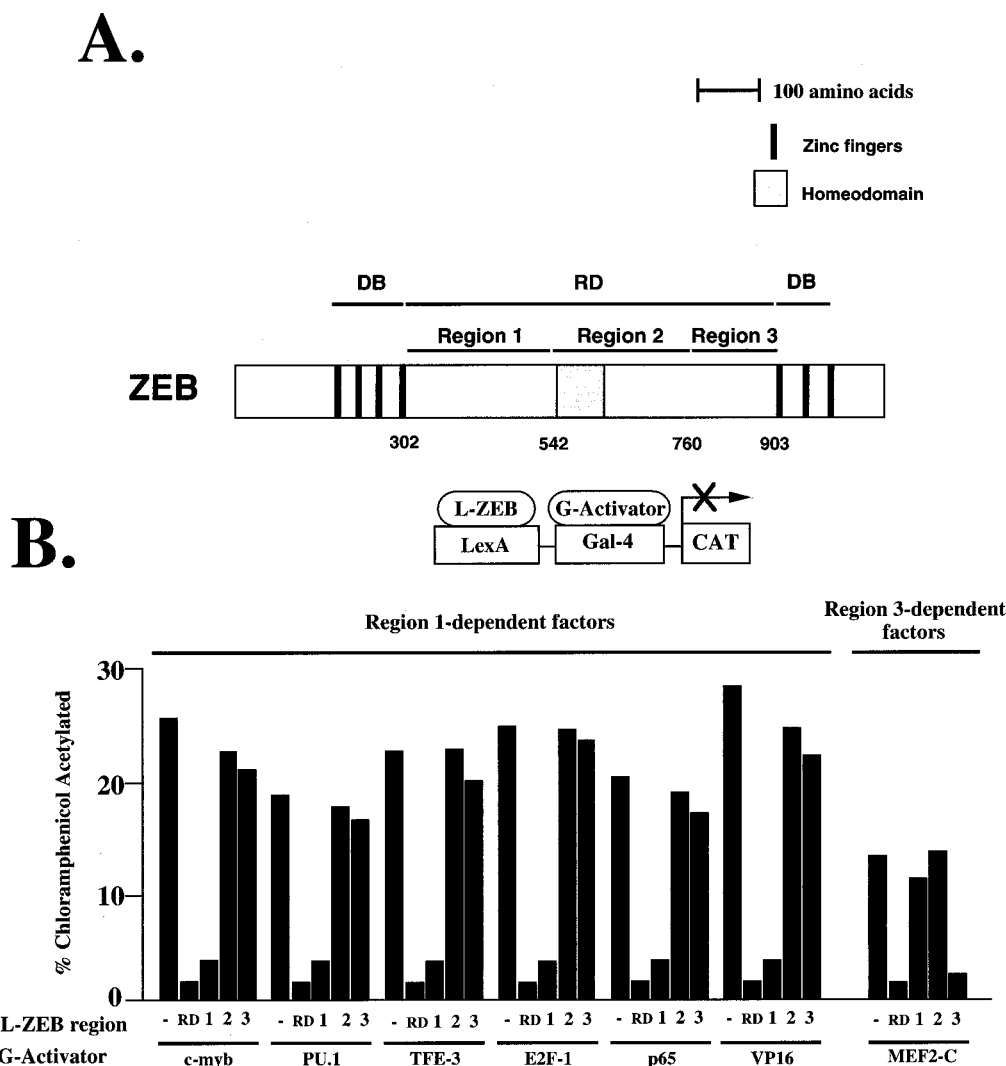 A.
100 amino acids
Zinc fingers
Homeodomain
DB RD DB
Region 1 Region 2 Region 3
ZEB
302 542 760 903
B.
L-ZEB G-Activator
LexA Gal-4 CAT
Region 1-dependent factors
Region 3-dependent
factors
% Chloramphenicol Acetylated
30
20
10
0
L-ZEB region - RD 1 2 3 - RD 1 2 3 - RD 1 2 3 - RD 1 2 3 - RD 1 2 3 - RD 1 2 3 - RD 1 2 3
G-Activator c-myb PU.1 TFE-3 E2F-1 p65 VP16 MEF2-C